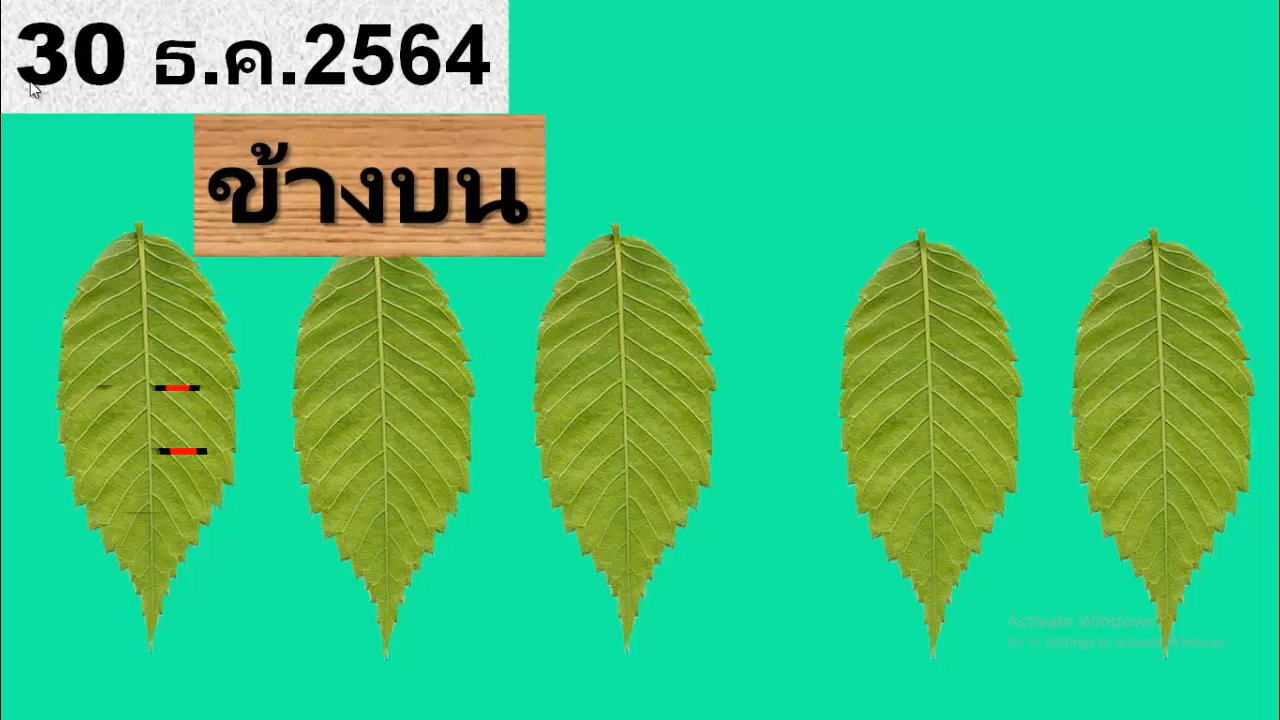 30 ธ.ค.2564
ข้างบน
Activate Windows
Go to Settings to activate Windows.